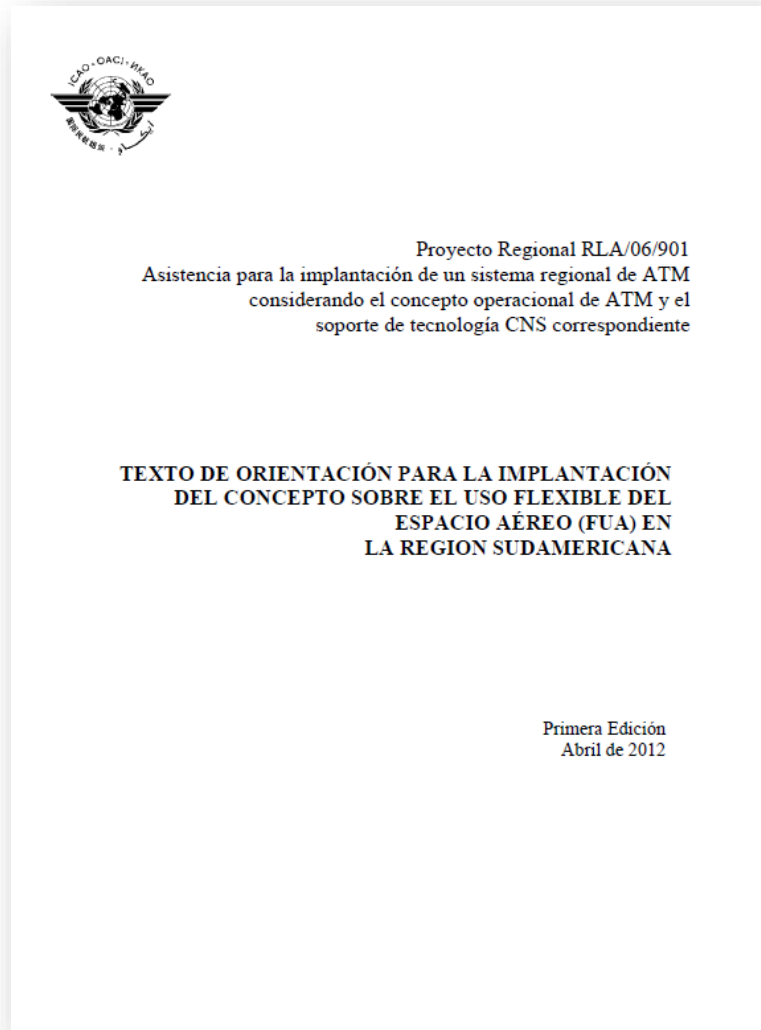 ICAO · OACI · ИКАО
Proyecto Regional RLA/06/901
Asistencia para la implantación de un sistema regional de ATM
considerando el concepto operacional de ATM y el
soporte de tecnología CNS correspondiente
TEXTO DE ORIENTACIÓN PARA LA IMPLANTACIÓN
DEL CONCEPTO SOBRE EL USO FLEXIBLE DEL
ESPACIO AÉREO (FUA) EN
LA REGION SUDAMERICANA
Primera Edición
Abril de 2012